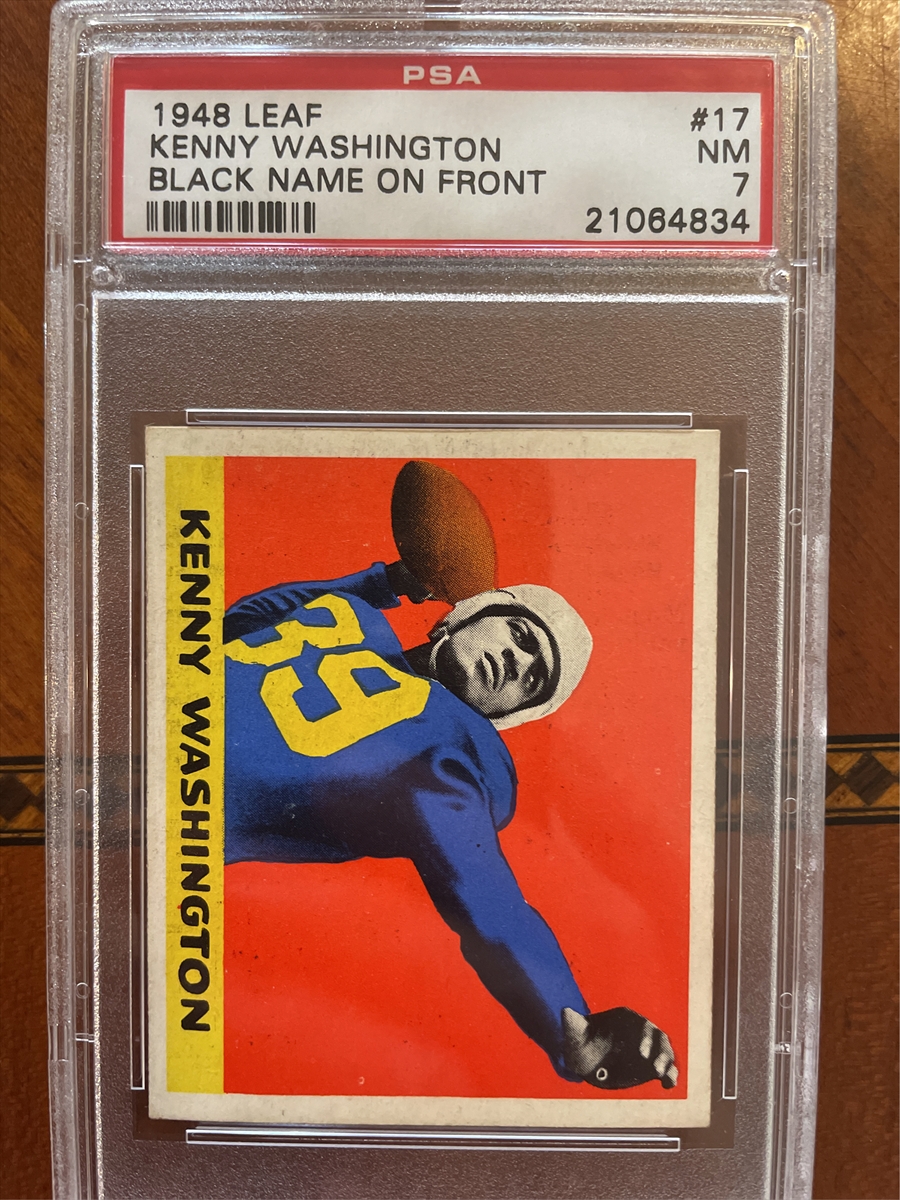 PSA
1948 LEAF #17
KENNY WASHINGTON NM
BLACK NAME ON FRONT 7
21064834
KENNY WASHINGTON
39